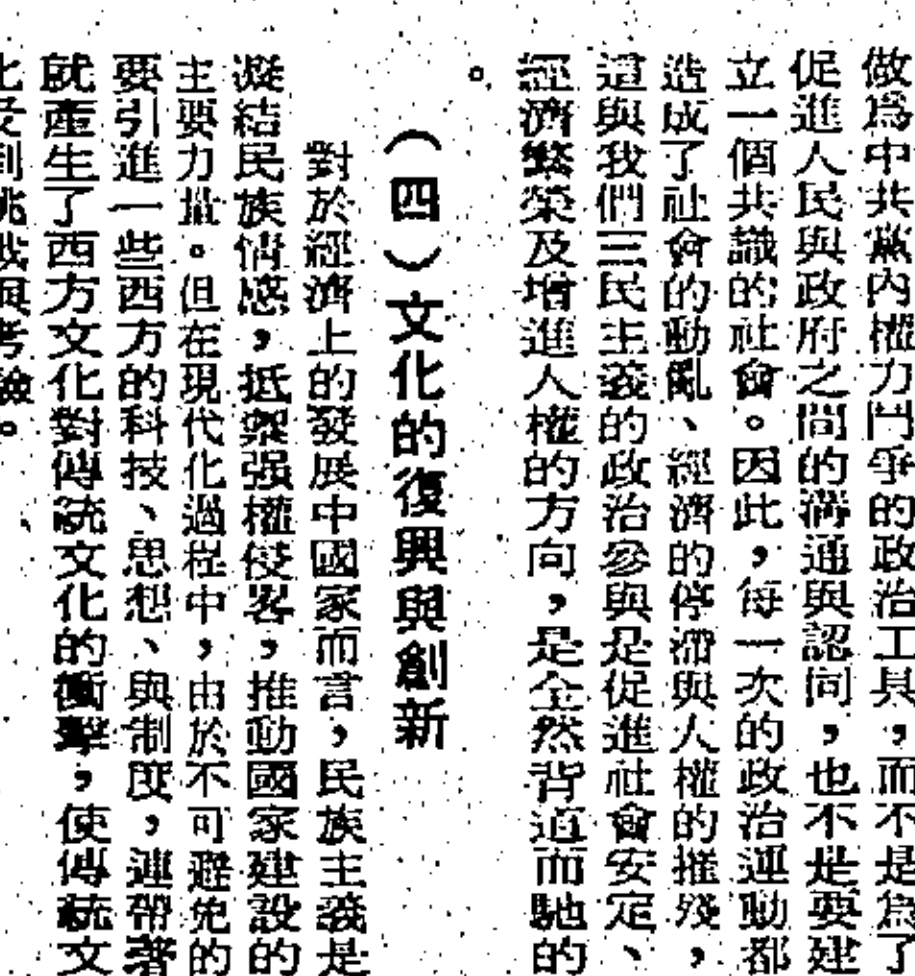 做爲中共黨內權力鬥爭的政治工具，而不是爲了
促進人民與政府之間的溝通與認同，也不是要建
立一個共識的社會。因此，每一次的政治運動都
造成了社會的動亂、經濟的停滯與人權的摧殘，
這與我們三民主義的政治參與是促進社會安定、
經濟繁榮及增進人權的方向，是全然背道而馳的
。
（四）文化的復興與創新
對於經濟上的發展中國家而言，民族主義是
凝結民族情感，抵禦强權侵畧，推動國家建設的
主要力量。但在現代化過程中，由於不可避免的
要引進一些西方的科技、思想、與制度，連帶著
就產生了西方文化對傳統文化的衝擊，使傳統文
化受到挑戰與考驗。